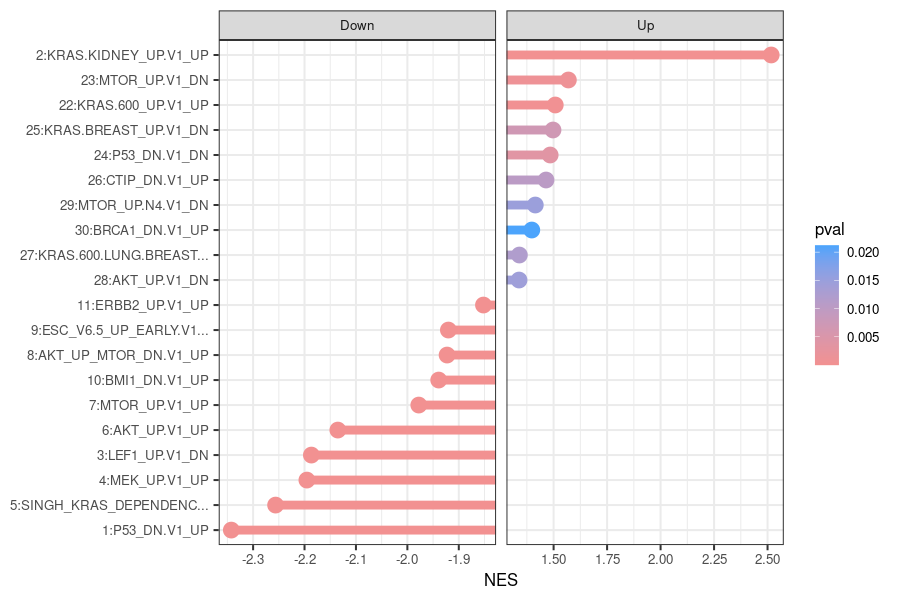 Down
Up
2:KRAS.KIDNEY_UP.V1_UP
23:MTOR_UP.V1_DN
22:KRAS.600_UP.V1_UP
25:KRAS.BREAST_UP.V1_DN
24:P53_DN.V1_DN
26:CTIP_DN.V1_UP
29:MTOR_UP.N4.V1_DN
30:BRCA1_DN.V1_UP
27:KRAS.600.LUNG.BREAST...
28:AKT_UP.V1_DN
11:ERBB2_UP.V1_UP
9:ESC_V6.5_UP_EARLY.V1...
8:AKT_UP_MTOR_DN.V1_UP
10:BMI1_DN.V1_UP
7:MTOR_UP.V1_UP
6:AKT_UP.V1_UP
3:LEF1_UP.V1_DN
4:MEK_UP.V1_UP
5:SINGH_KRAS_DEPENDENC...
1:P53_DN.V1_UP
-2.3 -2.2 -2.1 -2.0 -1.9
1.50 1.75 2.00 2.25 2.50
NES
pval
0.020
0.015
0.010
0.005